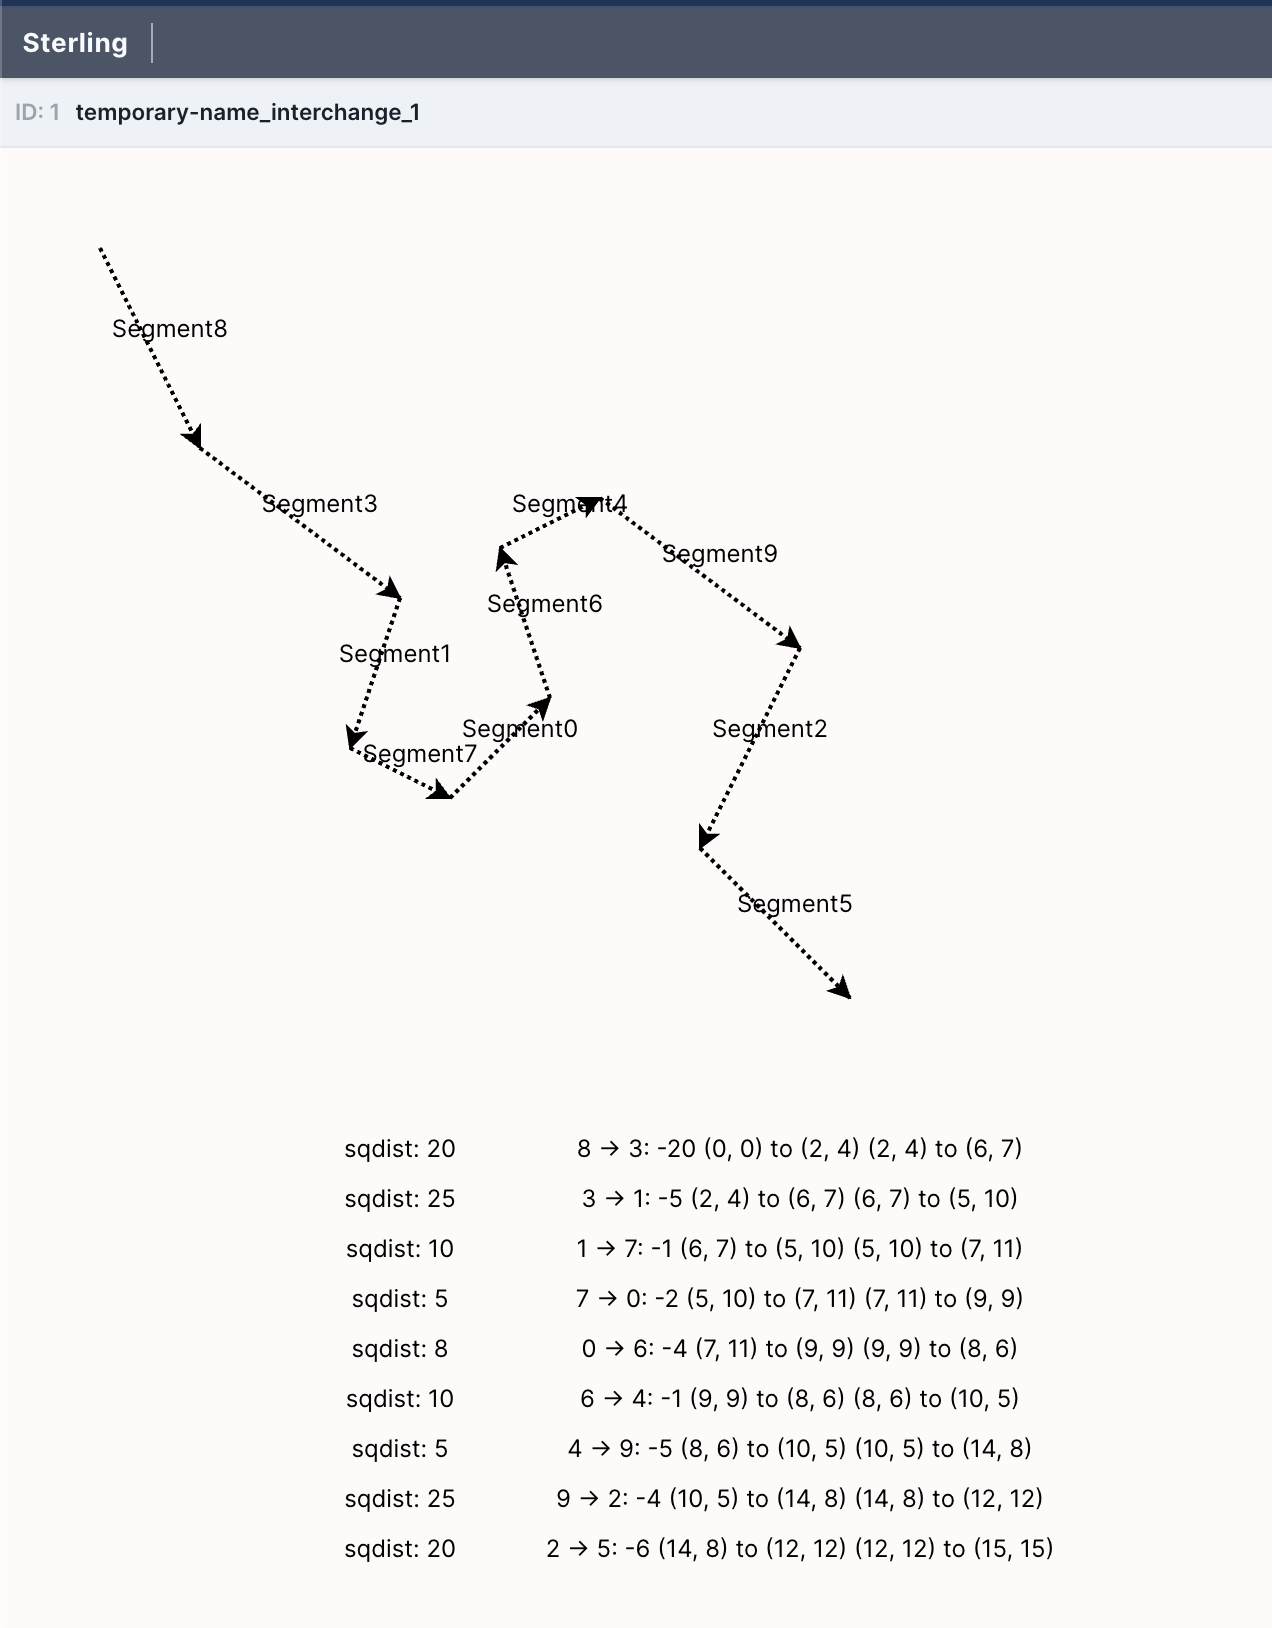 Sterling
ID: 1 temporary-name_interchange_1
Segment8
Segment3
Segment4
Segment9
Segment6
Segment1
Segment0
Segment2
Segment7
Segment5
sqdist: 20 8 → 3: -20 (0, 0) to (2, 4) (2, 4) to (6, 7)
sqdist: 25 3 → 1: -5 (2, 4) to (6, 7) (6, 7) to (5, 10)
sqdist: 10 1 → 7: -1 (6, 7) to (5, 10) (5, 10) to (7, 11)
sqdist: 5 7 → 0: -2 (5, 10) to (7, 11) (7, 11) to (9, 9)
sqdist: 8 0 → 6: -4 (7, 11) to (9, 9) (9, 9) to (8, 6)
sqdist: 10 6 → 4: -1 (9, 9) to (8, 6) (8, 6) to (10, 5)
sqdist: 5 4 → 9: -5 (8, 6) to (10, 5) (10, 5) to (14, 8)
sqdist: 25 9 → 2: -4 (10, 5) to (14, 8) (14, 8) to (12, 12)
sqdist: 20 2 → 5: -6 (14, 8) to (12, 12) (12, 12) to (15, 15)